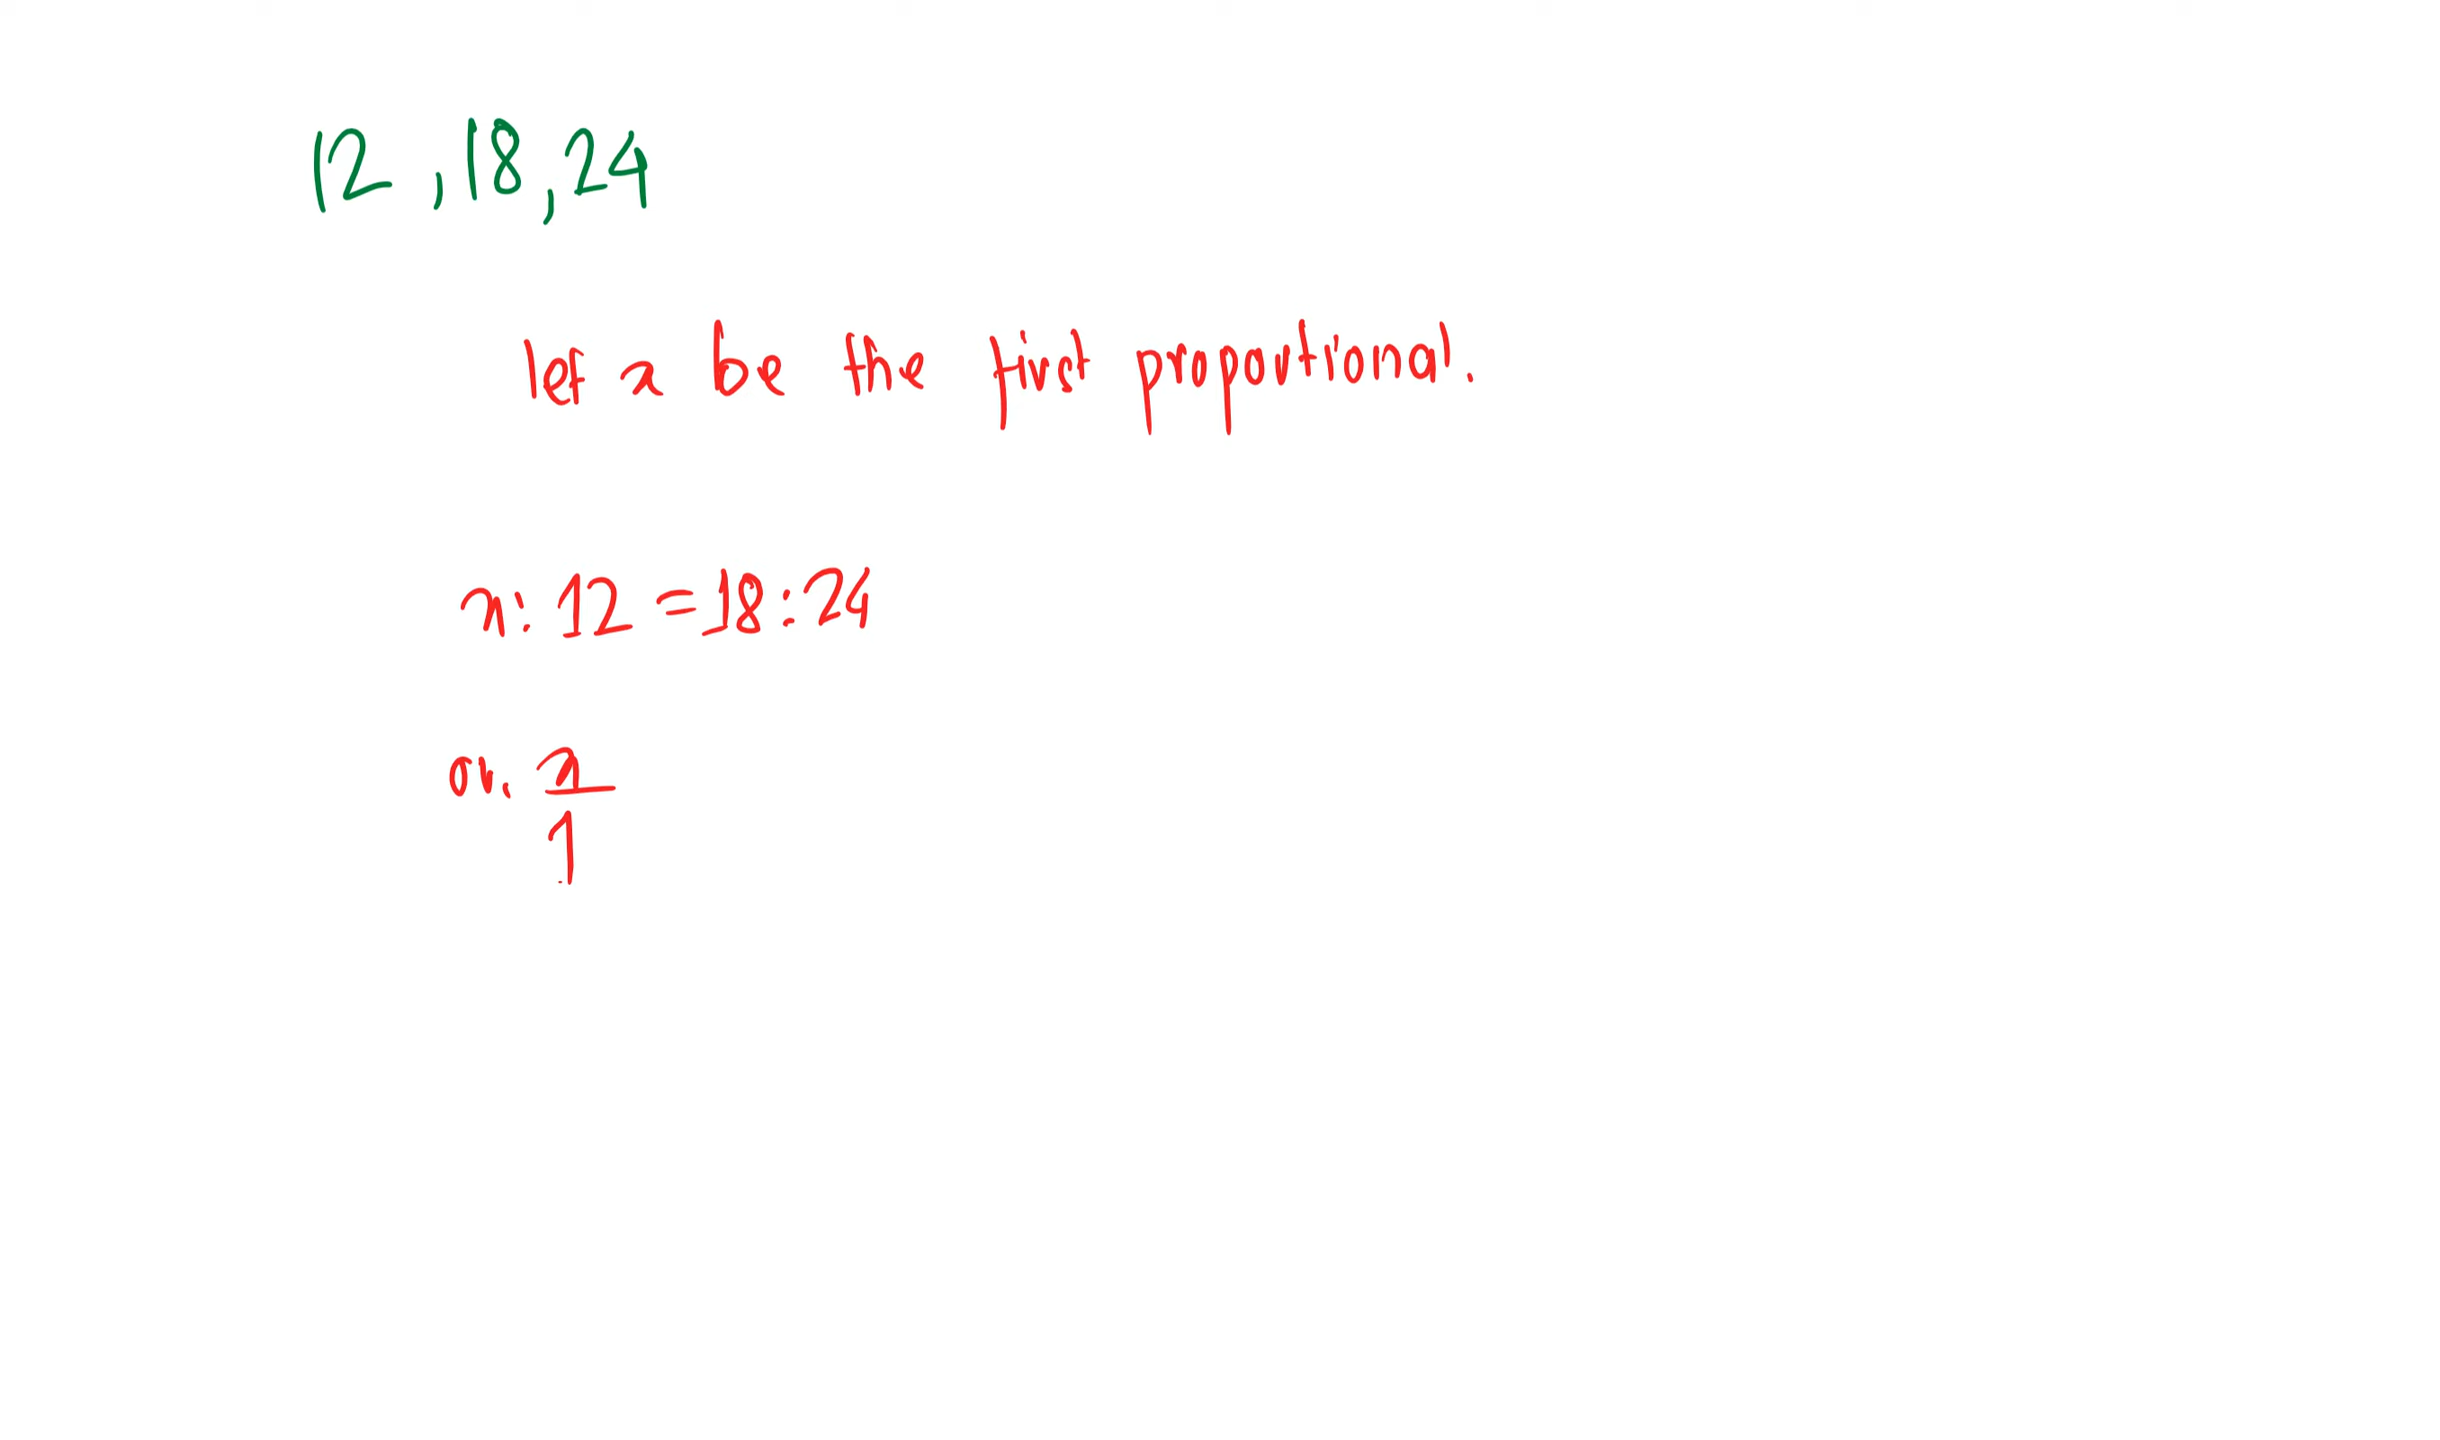 12, 18, 24
let x be the first proportional.
x : 12 = 18 : 24
or, x
1